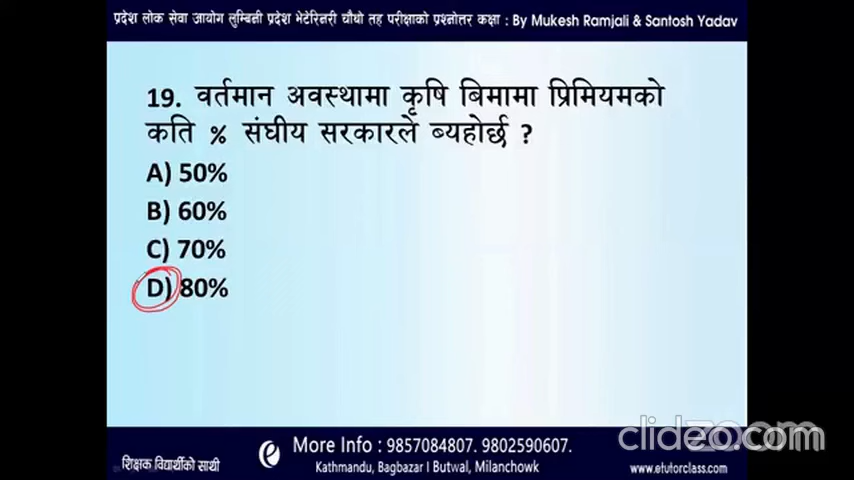 प्रदेश लोक सेवा आयोग लुम्बिनी प्रदेश भेटेरिनरी चौथो तह परीक्षाको प्रश्नोतर कक्षा : By Mukesh Ramjali & Santosh Yadav
19. वर्तमान अवस्थामा कृषि बिमामा प्रिमियमको
कति % संघीय सरकारले ब्यहोर्छ ?
A) 50%
B) 60%
C) 70%
D) 80%
शिक्षक विद्यार्थीको साथी
e
More Info : 9857084807. 9802590607.
Kathmandu, Bagbazar I Butwal, Milanchowk
www.etutorclass.com
clideo.com